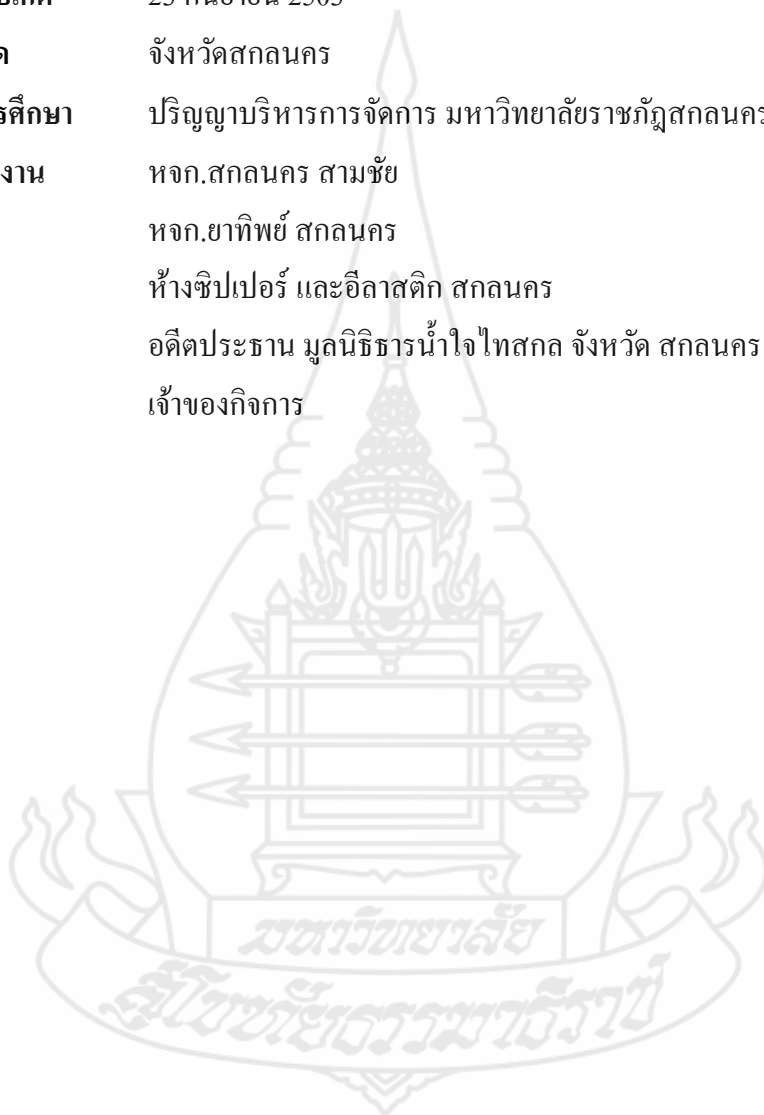 จังหวัดสกลนคร
ปริญญาบริหารการจัดการ มหาวิทยาลัยราชภัฏสกลนคร
หจก.สกลนคร สามชัย
หจก.ยาทิพย์ สกลนคร
ห้างซิปเปอร์ และอีลาสติก สกลนคร
อดีตประธาน มูลนิธิธารน้ำใจไทสกล จังหวัด สกลนคร
เจ้าของกิจการ
มหาวิทยาลัย
สุโขทัยธรรมาธิราช